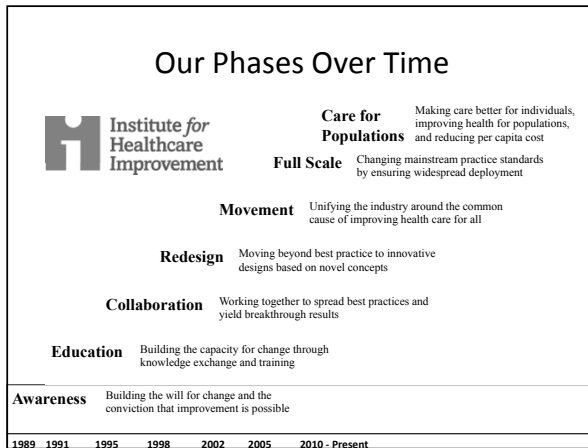 Our Phases Over Time
Institute for
Healthcare
Improvement
Care for
Populations
Making care better for individuals,
improving health for populations,
and reducing per capita cost
Full Scale
Changing mainstream practice standards
by ensuring widespread deployment
Movement
Unifying the industry around the common
cause of improving health care for all
Redesign
Moving beyond best practice to innovative
designs based on novel concepts
Collaboration
Working together to spread best practices and
yield breakthrough results
Education
Building the capacity for change through
knowledge exchange and training
Awareness
Building the will for change and the
conviction that improvement is possible
1989 1991 1995 1998 2002 2005 2010 - Present